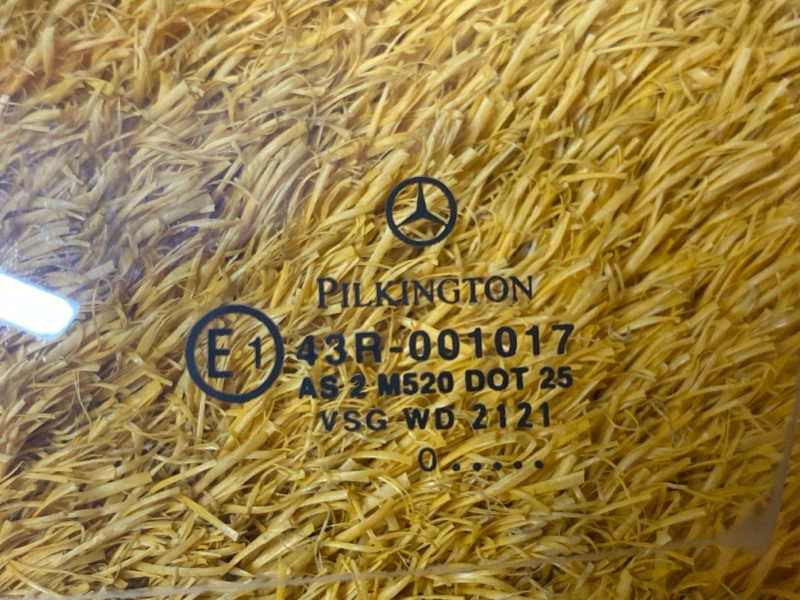 PILKINGTON
E1 43R-001017
AS 2 M520 DOT 25
VSG WD 2121
0.....